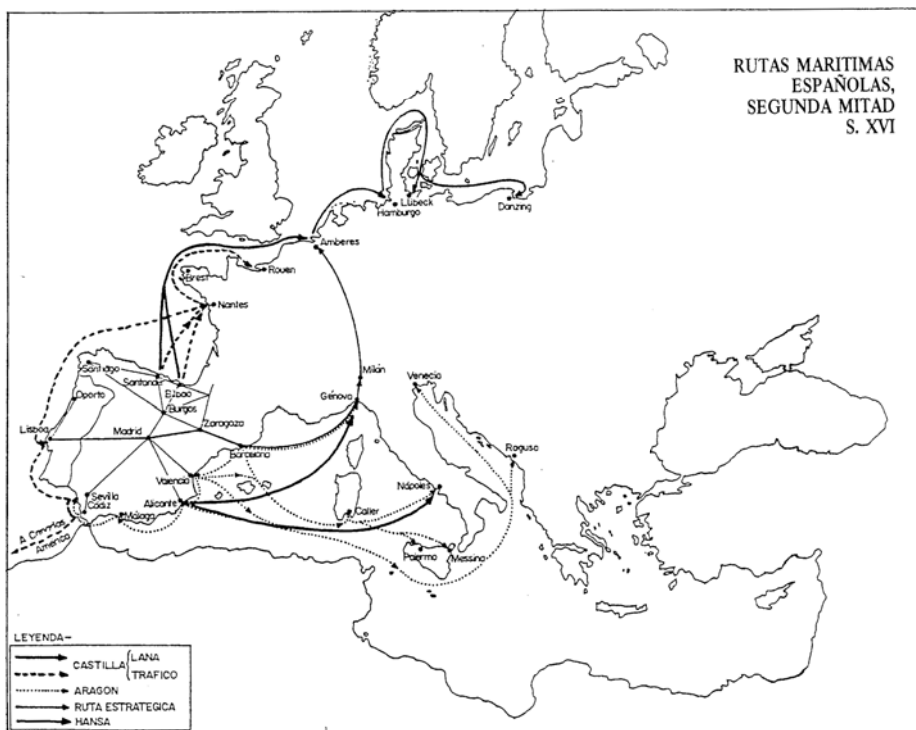 RUTAS MARITIMAS
ESPAÑOLAS,
SEGUNDA MITAD
S. XVI
Lübeck
Hamburgo
Danzing
Amberes
Brest
Rouen
Nantes
Santiago
Santander
Bilbao
Milán
Venecia
Oporto
Burgos
Génova
Zaragoza
Lisboa
Madrid
Barcelona
Ragusa
Valencia
Nápoles
Sevilla
Cádiz
Alicante
Caller
Málaga
A Canarias
America
Palermo
Messina
LEYENDA-
CASTILLA { LANA
TRAFICO
ARAGON
RUTA ESTRATEGICA
HANSA